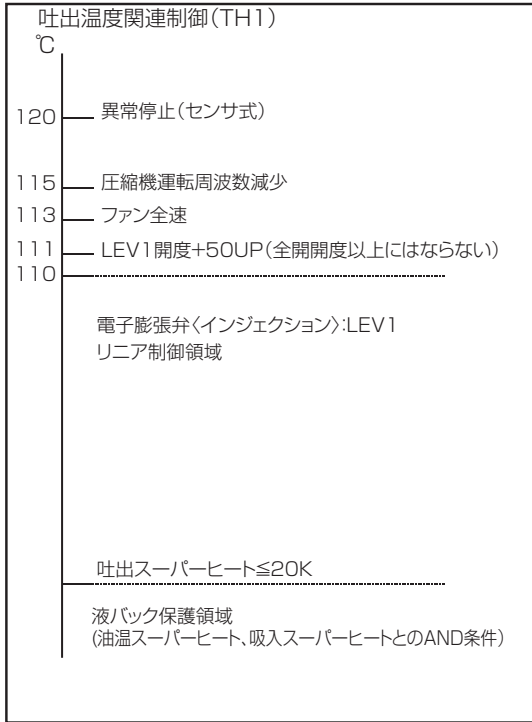 吐出温度関連制御(TH1)
℃
120 異常停止(センサ式)
115 圧縮機運転周波数減少
113 ファン全速
111 LEV1開度+50UP(全開開度以上にはならない)
110
電子膨張弁〈インジェクション〉:LEV1
リニア制御領域
吐出スーパーヒート≦20K
液バック保護領域
(油温スーパーヒート、吸入スーパーヒートとのAND条件)